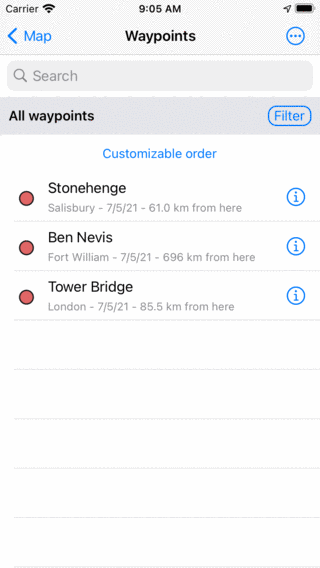 Carrier 9:05 AM
Map Waypoints
Search
All waypoints Filter
Customizable order
Stonehenge
Salisbury - 7/5/21 - 61.0 km from here
Ben Nevis
Fort William - 7/5/21 - 696 km from here
Tower Bridge
London - 7/5/21 - 85.5 km from here